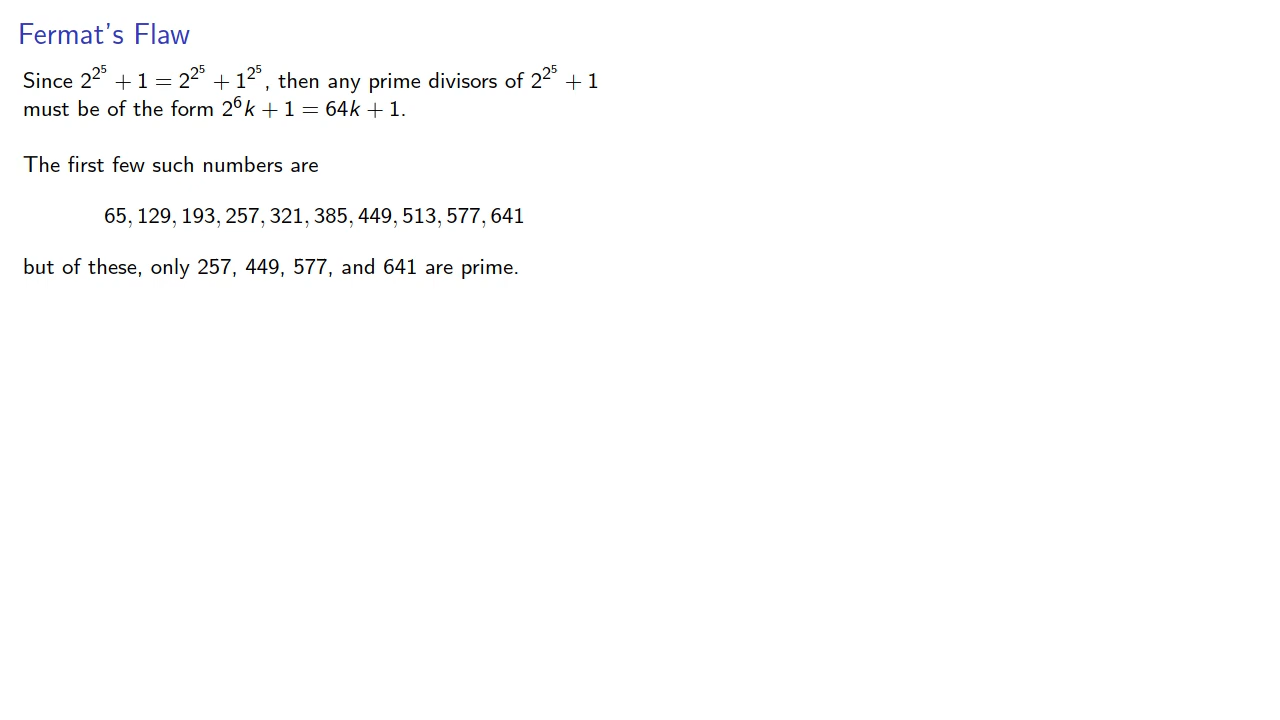 Fermat's Flaw
Since $2^{2^5} + 1 = 2^{2^5} + 1^{2^5}$, then any prime divisors of $2^{2^5} + 1$
must be of the form $2^6k + 1 = 64k + 1$.
The first few such numbers are
65, 129, 193, 257, 321, 385, 449, 513, 577, 641
but of these, only 257, 449, 577, and 641 are prime.